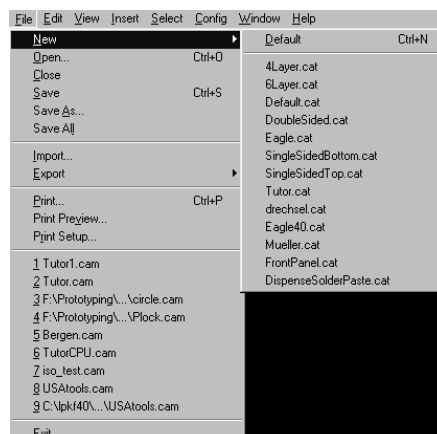 File Edit View Insert Select Config Window Help
New
Open... Ctrl+O
Close
Save Ctrl+S
Save As...
Save All
Import...
Export
Print... Ctrl+P
Print Preview...
Print Setup...
1 Tutor1.cam
2 Tutor.cam
3 F:\Prototyping\...\circle.cam
4 F:\Prototyping\...\Plock.cam
5 Bergen.cam
6 TutorCPU.cam
7 iso_test.cam
8 USAtools.cam
9 C:\lpkf40\...\USAtools.cam
Exit
Default Ctrl+N
4Layer.cat
6Layer.cat
Default.cat
DoubleSided.cat
Eagle.cat
SingleSidedBottom.cat
SingleSidedTop.cat
Tutor.cat
drechsel.cat
Eagle40.cat
Mueller.cat
FrontPanel.cat
DispenseSolderPaste.cat